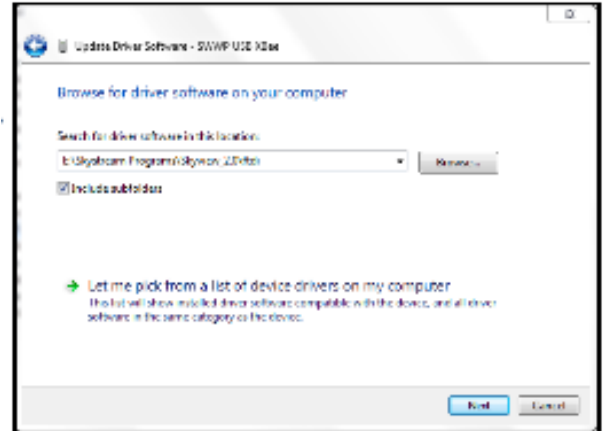 Update Driver Software - SWWP USB XBee
Browse for driver software on your computer
Search for driver software in this location:
Browse...
Include subfolders
Let me pick from a list of device drivers on my computer
This list will show installed driver software compatible with the device, and all driver
software in the same category as the device.
Next
Cancel